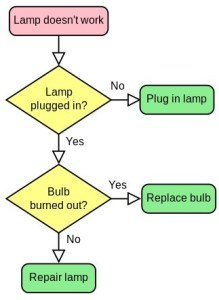 Lamp doesn't work
Lamp
plugged in?
No
Plug in lamp
Yes
Bulb
burned out?
Yes
Replace bulb
No
Repair lamp